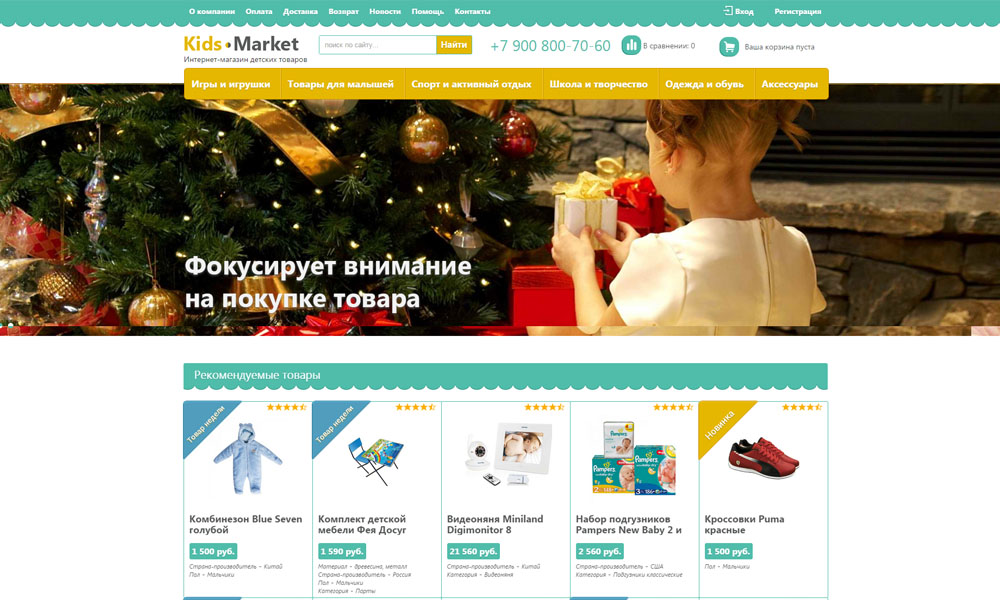 О компании Оплата Доставка Возврат Новости Помощь Контакты Вход Регистрация
Kids Market
Интернет-магазин детских товаров
поиск по сайту... Найти
+7 900 800-70-60
В сравнении: 0
Ваша корзина пуста
Игры и игрушки Товары для малышей Спорт и активный отдых Школа и творчество Одежда и обувь Аксессуары
Фокусирует внимание
на покупке товара
Рекомендуемые товары
Товар недели
Комбинезон Blue Seven
голубой
1 500 руб.
Страна-производитель – Китай
Пол – Мальчики
Товар недели
Комплект детской
мебели Фея Досуг
1 590 руб.
Материал – древесина, металл
Страна-производитель – Россия
Пол – Мальчики
Категория – Парты
Видеоняня Miniland
Digimonitor 8
21 560 руб.
Страна-производитель – Китай
Категория – Видеоняня
Pampers
Pampers
Pampers
Набор подгузников
Pampers New Baby 2 и
2 560 руб.
Страна-производитель – США
Категория – Подгузники классические
Новинка
Кроссовки Puma
красные
1 500 руб.
Пол – Мальчики